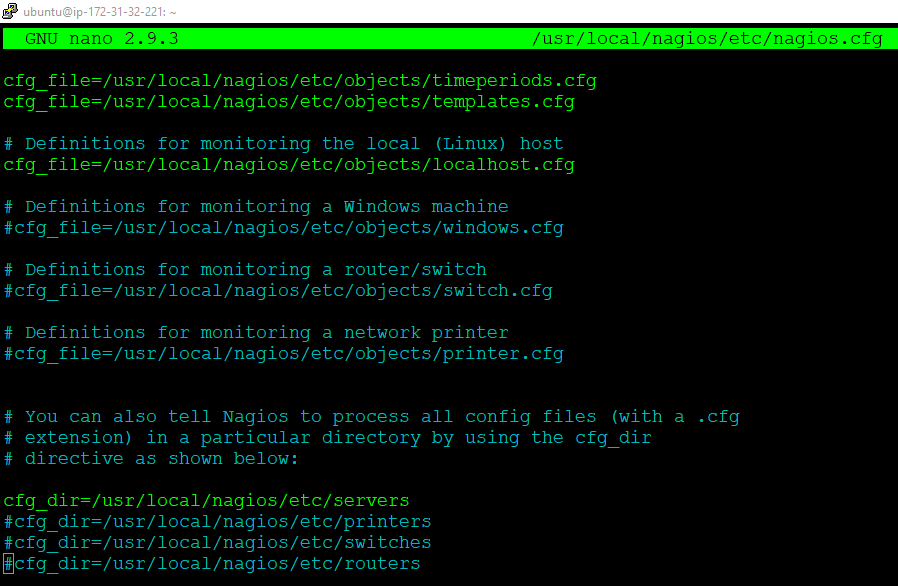 ubuntu@ip-172-31-32-221: ~
GNU nano 2.9.3 /usr/local/nagios/etc/nagios.cfg
cfg_file=/usr/local/nagios/etc/objects/timeperiods.cfg
cfg_file=/usr/local/nagios/etc/objects/templates.cfg
# Definitions for monitoring the local (Linux) host
cfg_file=/usr/local/nagios/etc/objects/localhost.cfg
# Definitions for monitoring a Windows machine
#cfg_file=/usr/local/nagios/etc/objects/windows.cfg
# Definitions for monitoring a router/switch
#cfg_file=/usr/local/nagios/etc/objects/switch.cfg
# Definitions for monitoring a network printer
#cfg_file=/usr/local/nagios/etc/objects/printer.cfg
# You can also tell Nagios to process all config files (with a .cfg
# extension) in a particular directory by using the cfg_dir
# directive as shown below:
cfg_dir=/usr/local/nagios/etc/servers
#cfg_dir=/usr/local/nagios/etc/printers
#cfg_dir=/usr/local/nagios/etc/switches
#cfg_dir=/usr/local/nagios/etc/routers